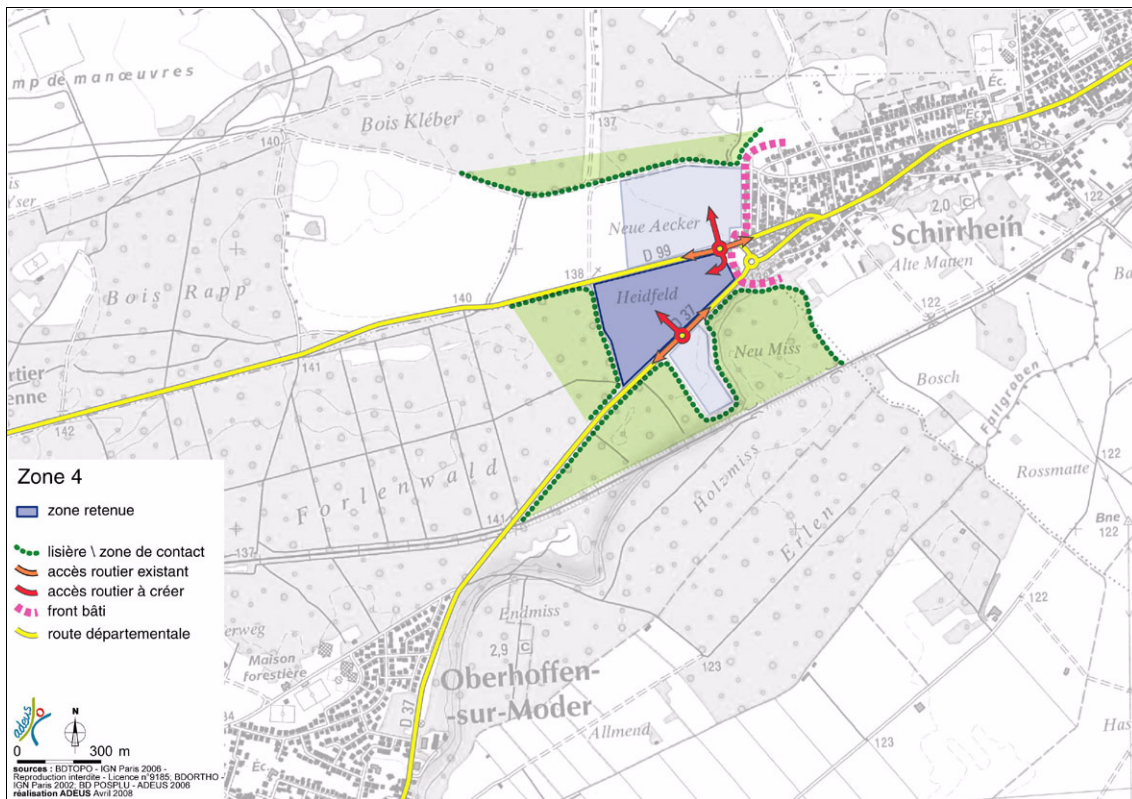 mp de manœuvres
Bois Kléber
137
140
Éc.
Éc.
122
2,0 C
Schirrhein
Alte Matten
122
Neue Aecker
D 99
138
138
Bois Rapp
140
Heidfeld
D 37
Neu Miss
141
142
Bosch
Fallgraben
Rossmatte
122
Bne
Forlenwald
141
137
Holzmiss
Erlen
122
122
Endmiss
2,9 C
Maison
forestière
Oberhoffen-
-sur-Moder
D 37
123
Allmend
123
Éc.
Zone 4
zone retenue
lisière \ zone de contact
accès routier existant
accès routier à créer
front bâti
route départementale
adeus
N
0 300 m
sources : BDTOPO - IGN Paris 2006 -
Reproduction interdite - Licence n°9185; BDORTHO -
IGN Paris 2002; BD POSPLU - ADEUS 2006
réalisation ADEUS Avril 2008